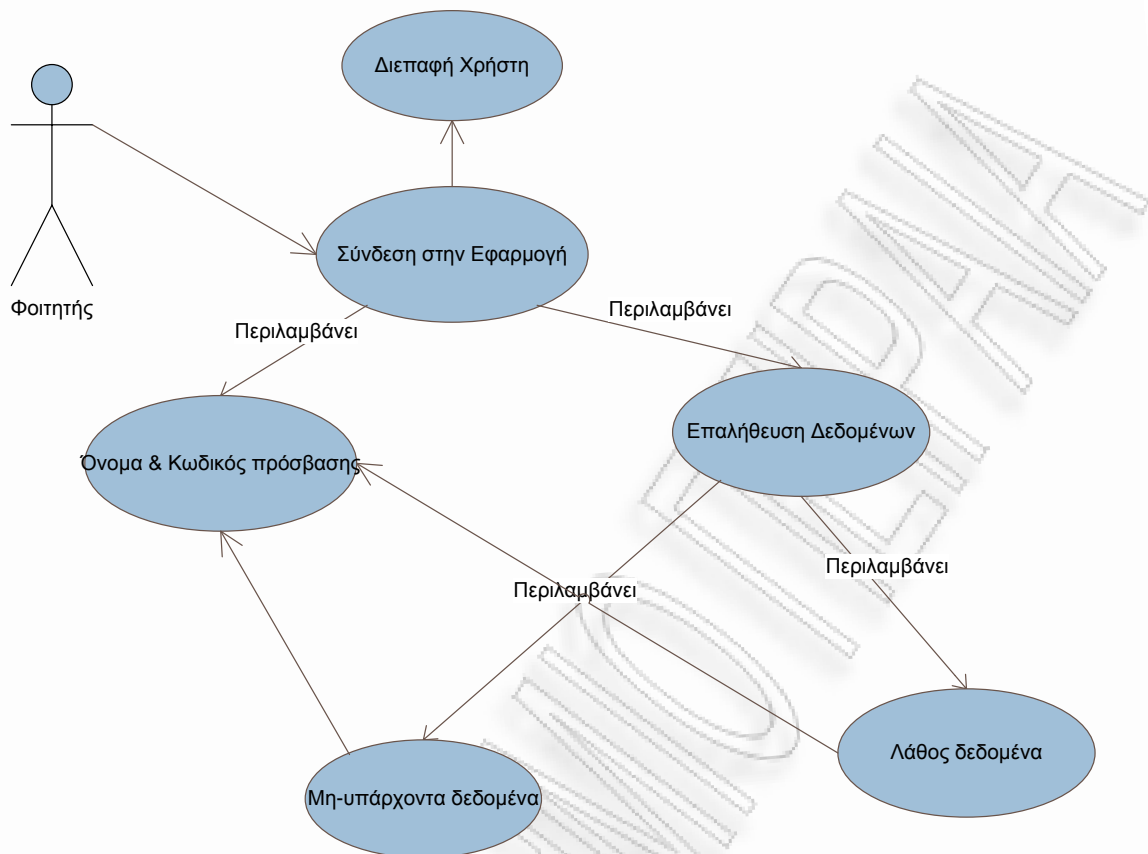 Διεπαφή Χρήστη
Σύνδεση στην Εφαρμογή
Φοιτητής
Περιλαμβάνει
Περιλαμβάνει
Επαλήθευση Δεδομένων
Όνομα & Κωδικός πρόσβασης
Περιλαμβάνει
Περιλαμβάνει
Λάθος δεδομένα
Μη-υπάρχοντα δεδομένα